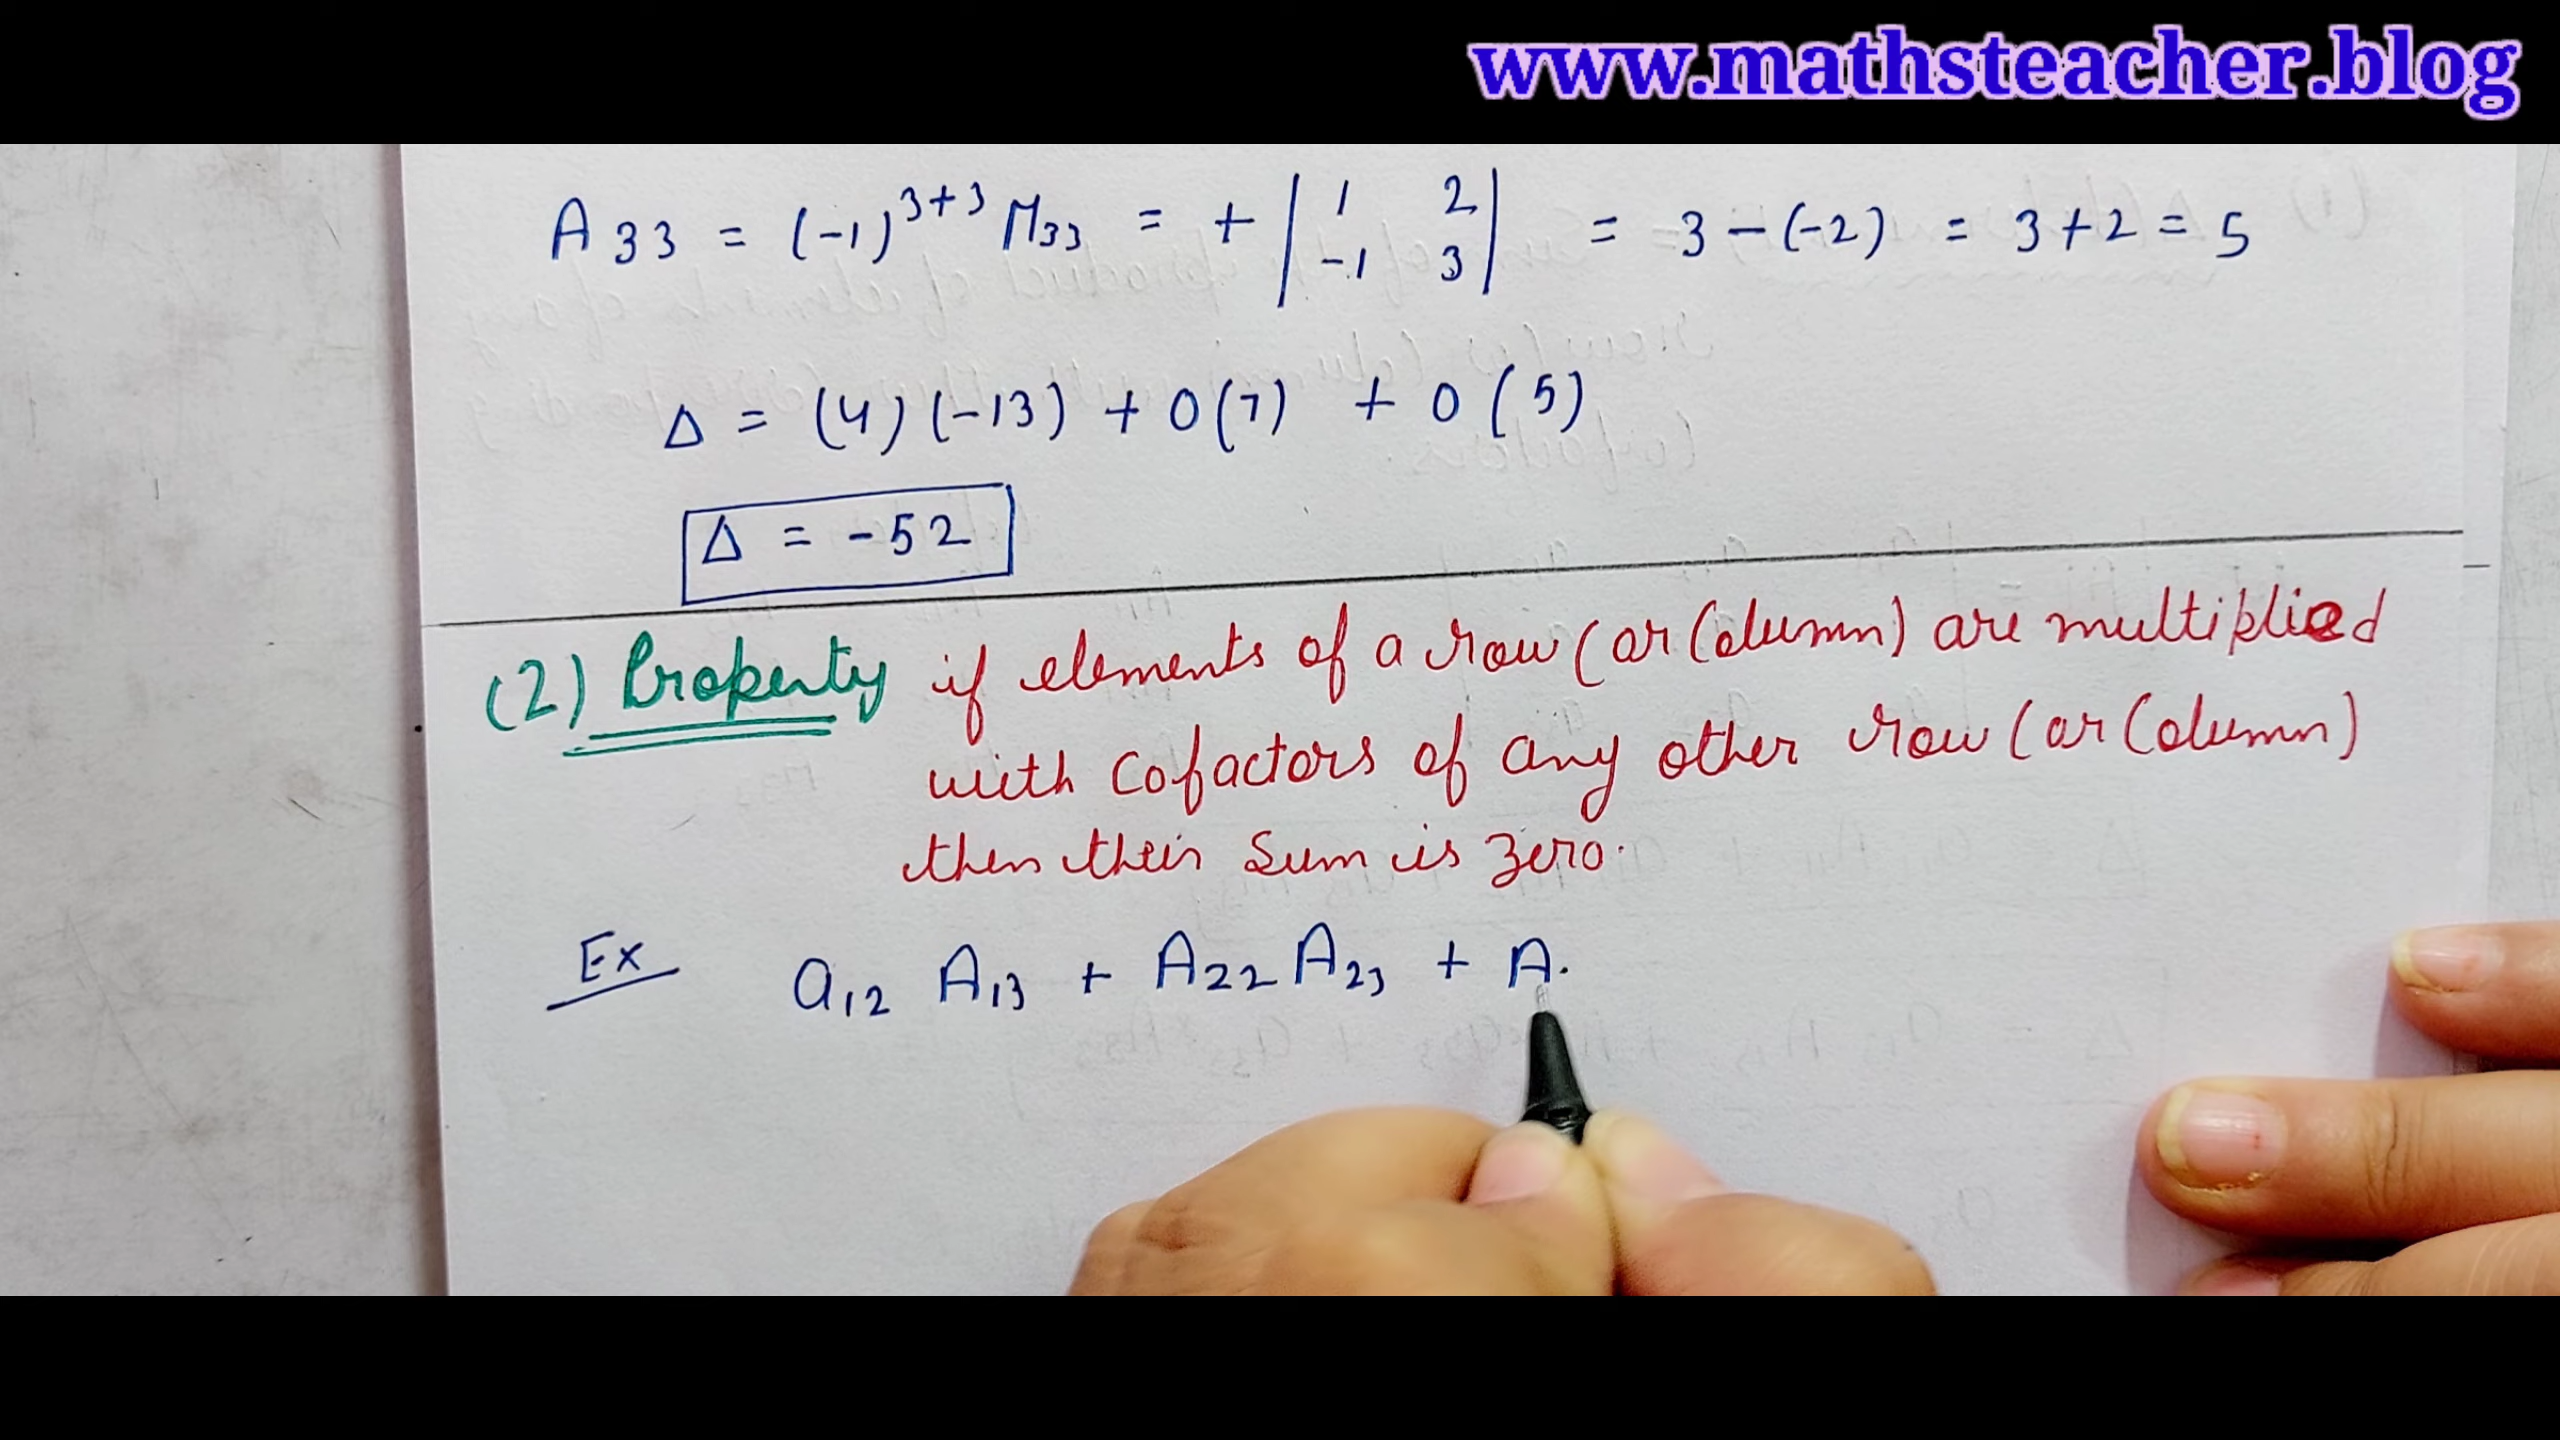 www.mathsteacher.blog
A33 = (-1)^3+3 M33 = + | 1 2 | = 3 - (-2) = 3 + 2 = 5
-1 3
Δ = (4)(-13) + 0(7) + 0(5)
Δ = -52
(2) Property if elements of a row (or Column) are multiplied
with cofactors of any other row (or Column)
then their sum is zero.
Ex a12 A13 + A22 A23 + A.